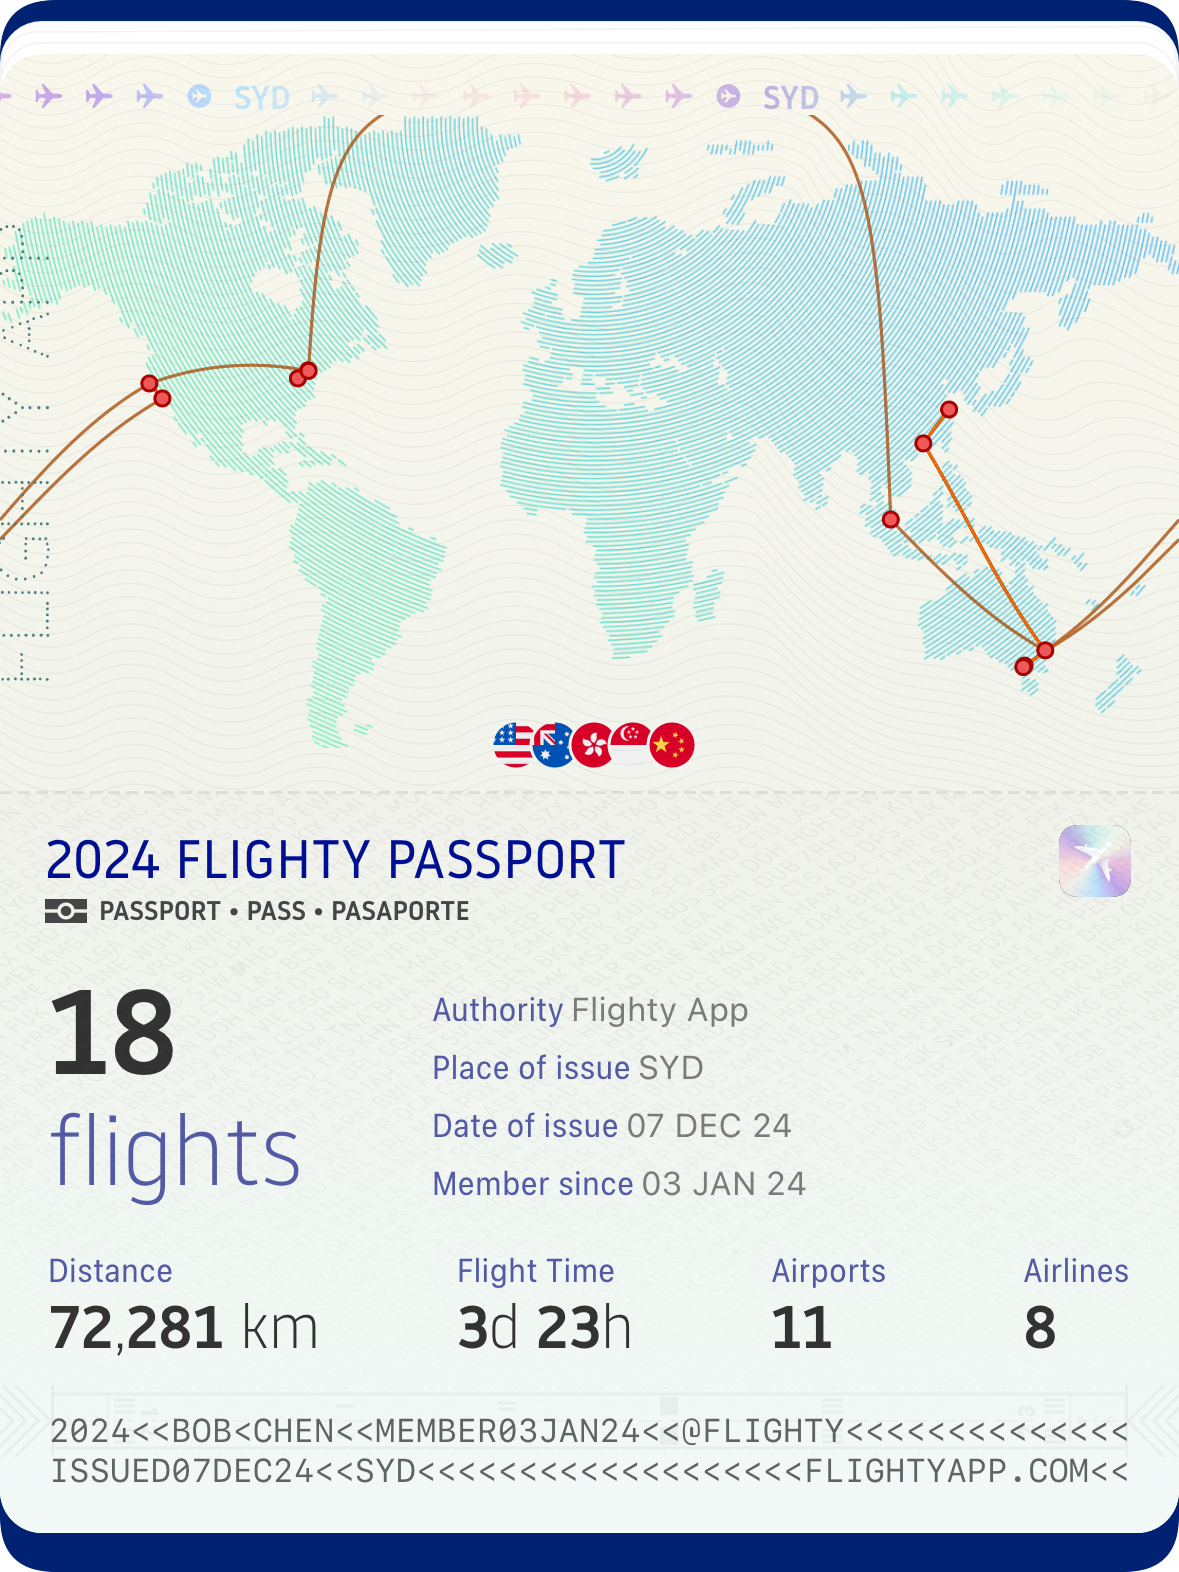 SYD SYD
FLIGHTY APP
2024 FLIGHTY PASSPORT
PASSPORT • PASS • PASAPORTE
18
flights
Authority Flighty App
Place of issue SYD
Date of issue 07 DEC 24
Member since 03 JAN 24
Distance Flight Time Airports Airlines
72,281 km 3d 23h 11 8
2024<<BOB<CHEN<<MEMBER03JAN24<<@FLIGHTY<<<<<<<<<<<<<<
ISSUED07DEC24<<SYD<<<<<<<<<<<<<<<<<<<FLIGHTYAPP.COM<<